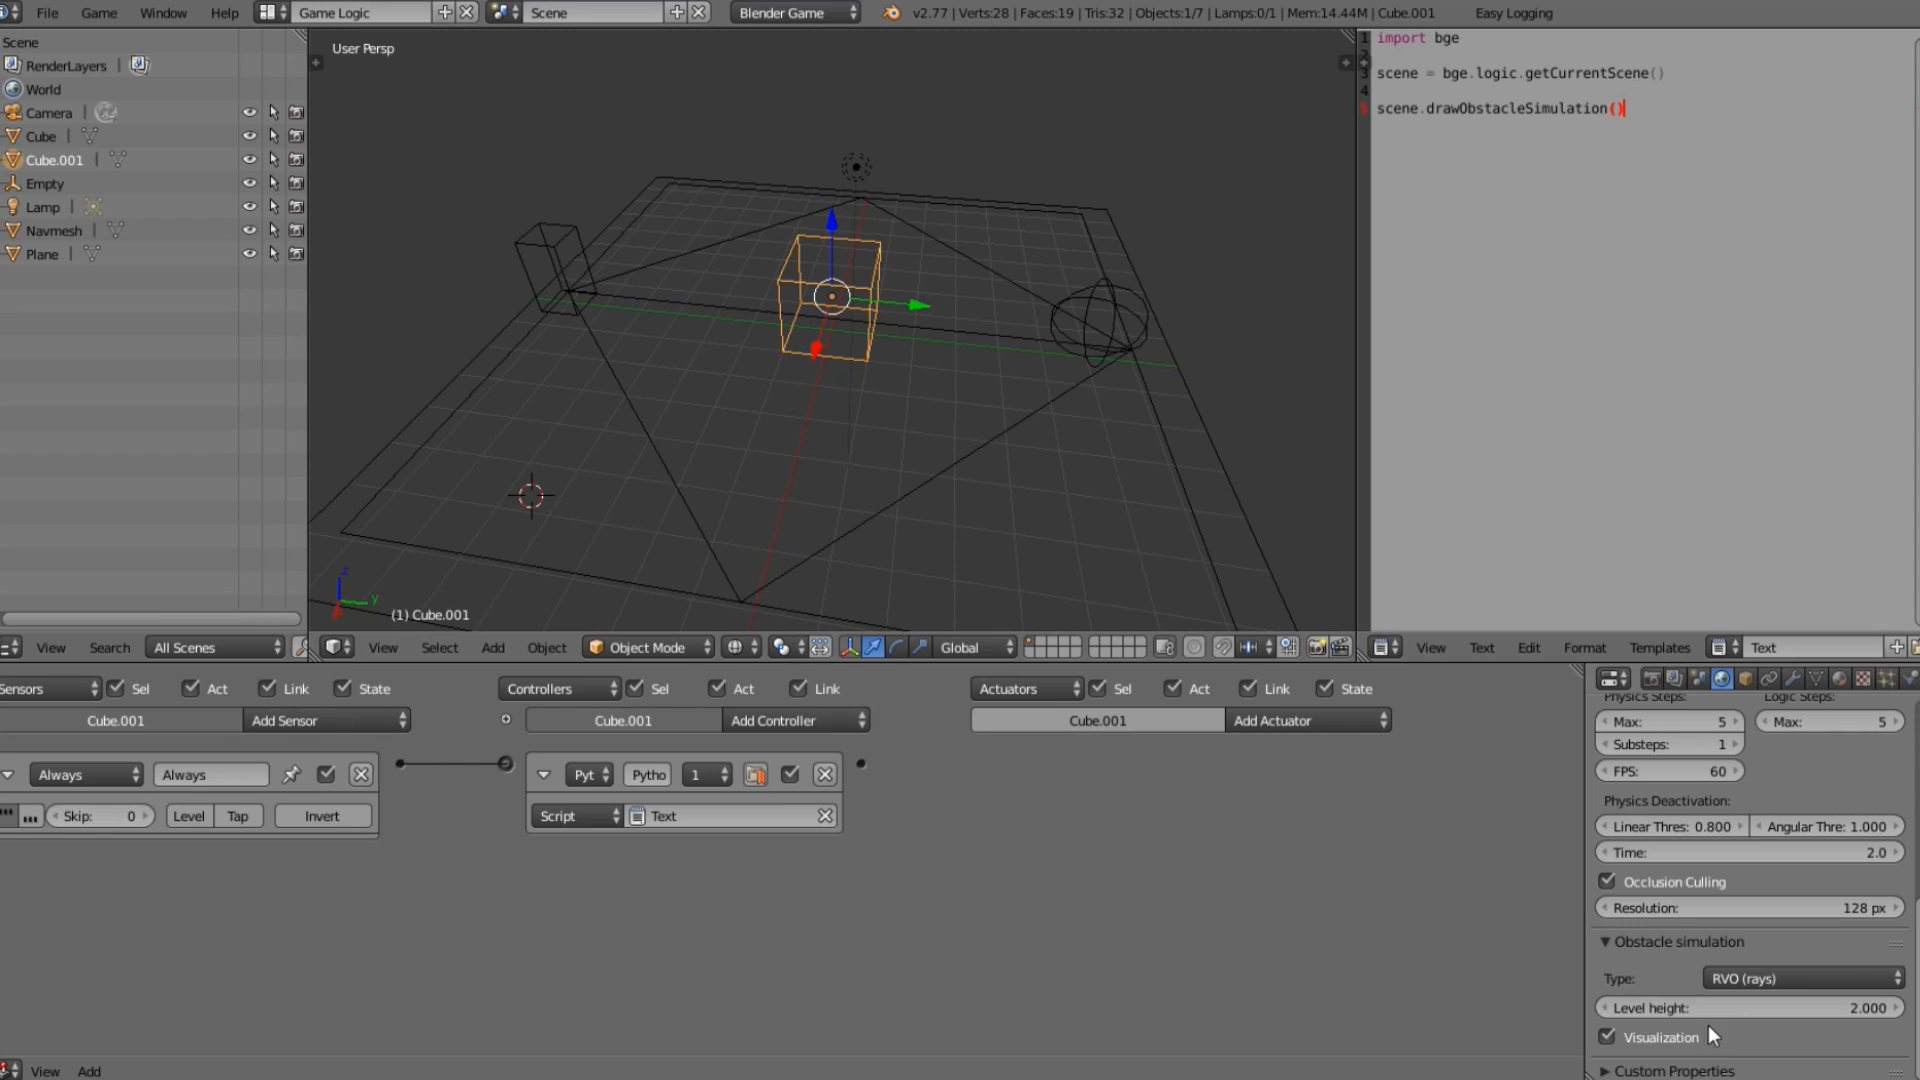 File Game Window Help Game Logic Scene Blender Game v2.77 | Verts:28 | Faces:19 | Tris:32 | Objects:1/7 | Lamps:0/1 | Mem:14.44M | Cube.001 Easy Logging
Scene
RenderLayers
World
Camera
Cube
Cube.001
Empty
Lamp
Navmesh
Plane
User Persp
z
y
(1) Cube.001
1 import bge
2
3 scene = bge.logic.getCurrentScene()
4
5 scene.drawObstacleSimulation()
View Search All Scenes
View Select Add Object Object Mode Global
View Text Edit Format Templates Text
Sensors Sel Act Link State
Cube.001 Add Sensor
Always Always
Skip: 0 Level Tap Invert
Controllers Sel Act Link
Cube.001 Add Controller
Pyt Pytho 1
Script Text
Actuators Sel Act Link State
Cube.001 Add Actuator
Physics Steps: Logic Steps:
Max: 5 Max: 5
Substeps: 1
FPS: 60
Physics Deactivation:
Linear Thres: 0.800 Angular Thre: 1.000
Time: 2.0
Occlusion Culling
Resolution: 128 px
Obstacle simulation
Type: RVO (rays)
Level height: 2.000
Visualization
Custom Properties
View Add